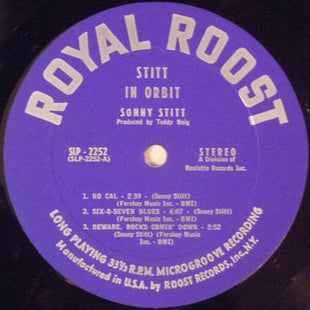 ROYAL ROOST
STITT
IN ORBIT
SONNY STITT
Produced by Teddy Reig
SLP - 2252
(SLP-2252-A)
STEREO
A Division of
Roulette Records Inc.
1. NO CAL - 2:99 - (Sonny Stitt)
(Forshay Music Inc. - BMI)
2. SIX-0-SEVEN BLUES - 6:07 - (Sonny Stitt)
(Forshay Music Inc. - BMI)
3. BEWARE, ROCKS COMIN' DOWN - 5:52
(Sonny Stitt) (Forshay Music
Inc. - BMI)
LONG PLAYING 33⅓ R.P.M. MICROGROOVE RECORDING
Manufactured in U.S.A. by ROOST RECORDS, Inc., N.Y.